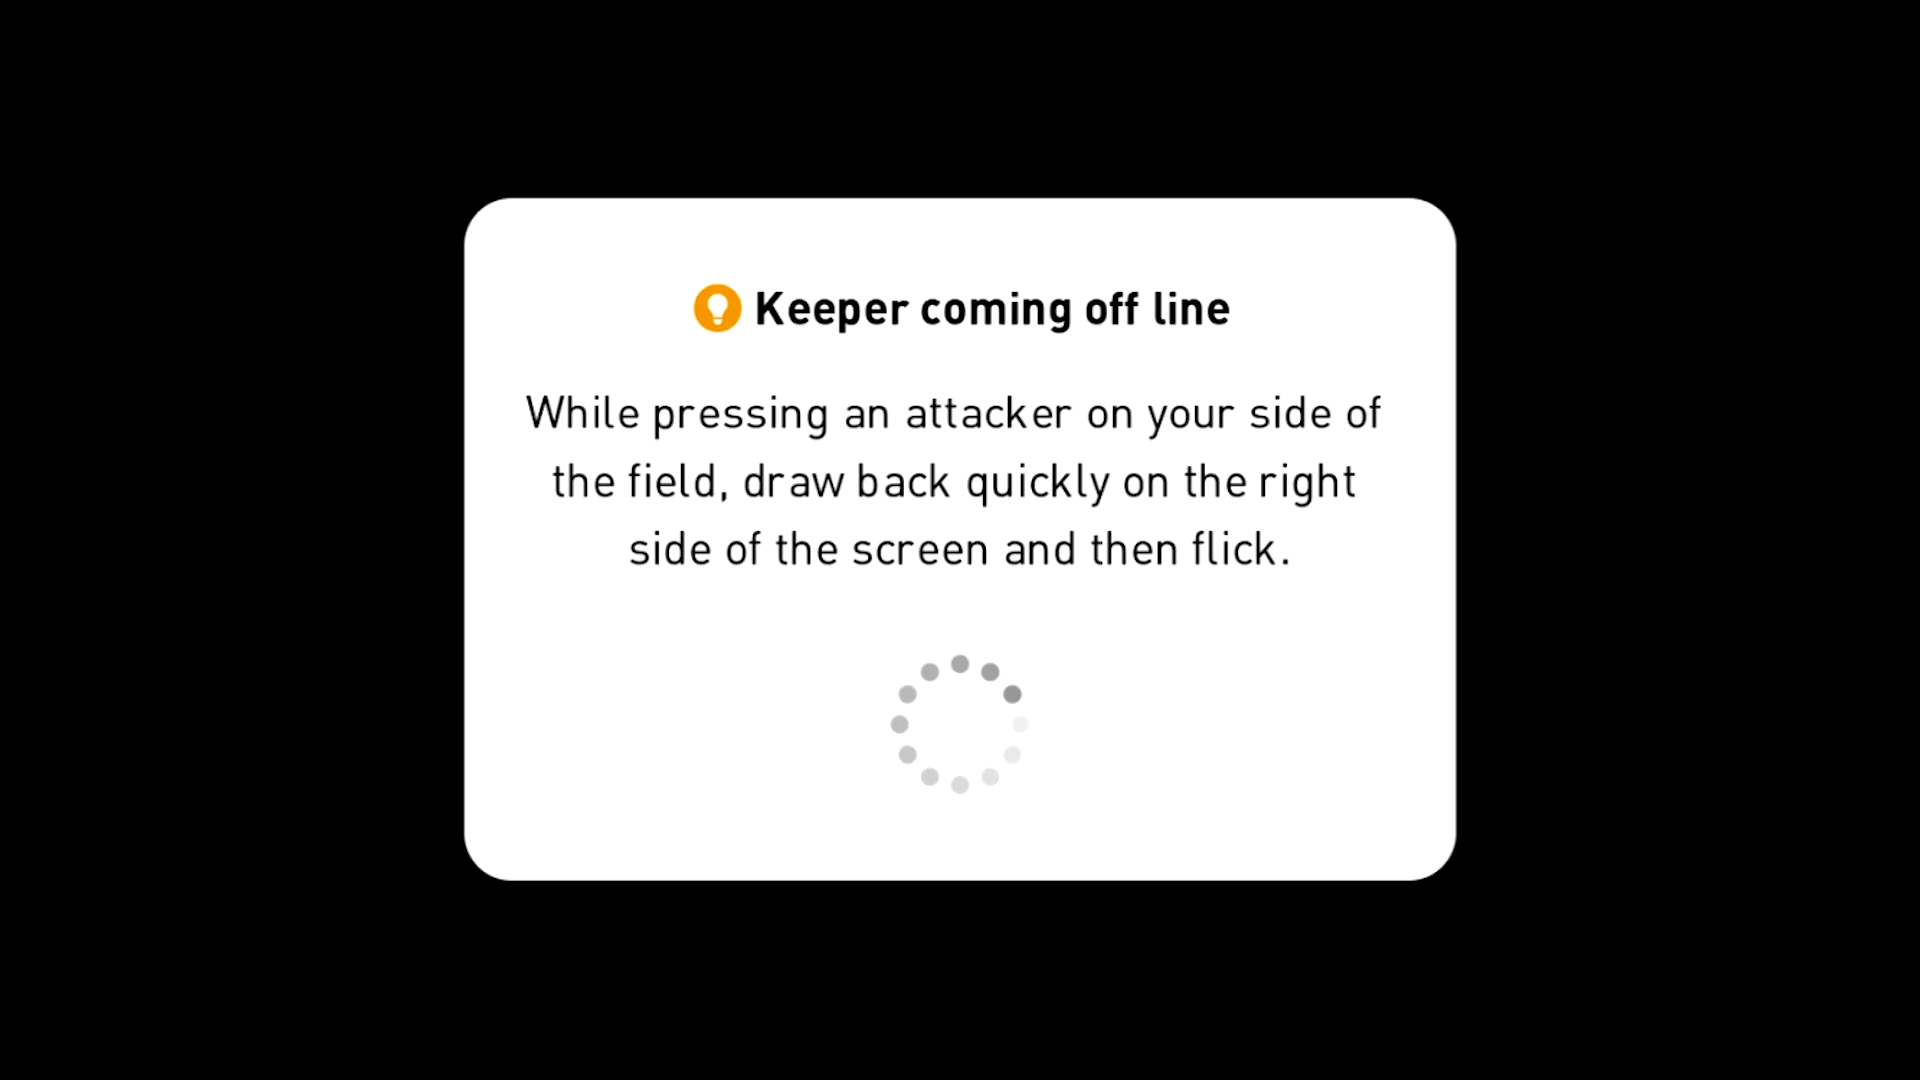 Keeper coming off line
While pressing an attacker on your side of
the field, draw back quickly on the right
side of the screen and then flick.